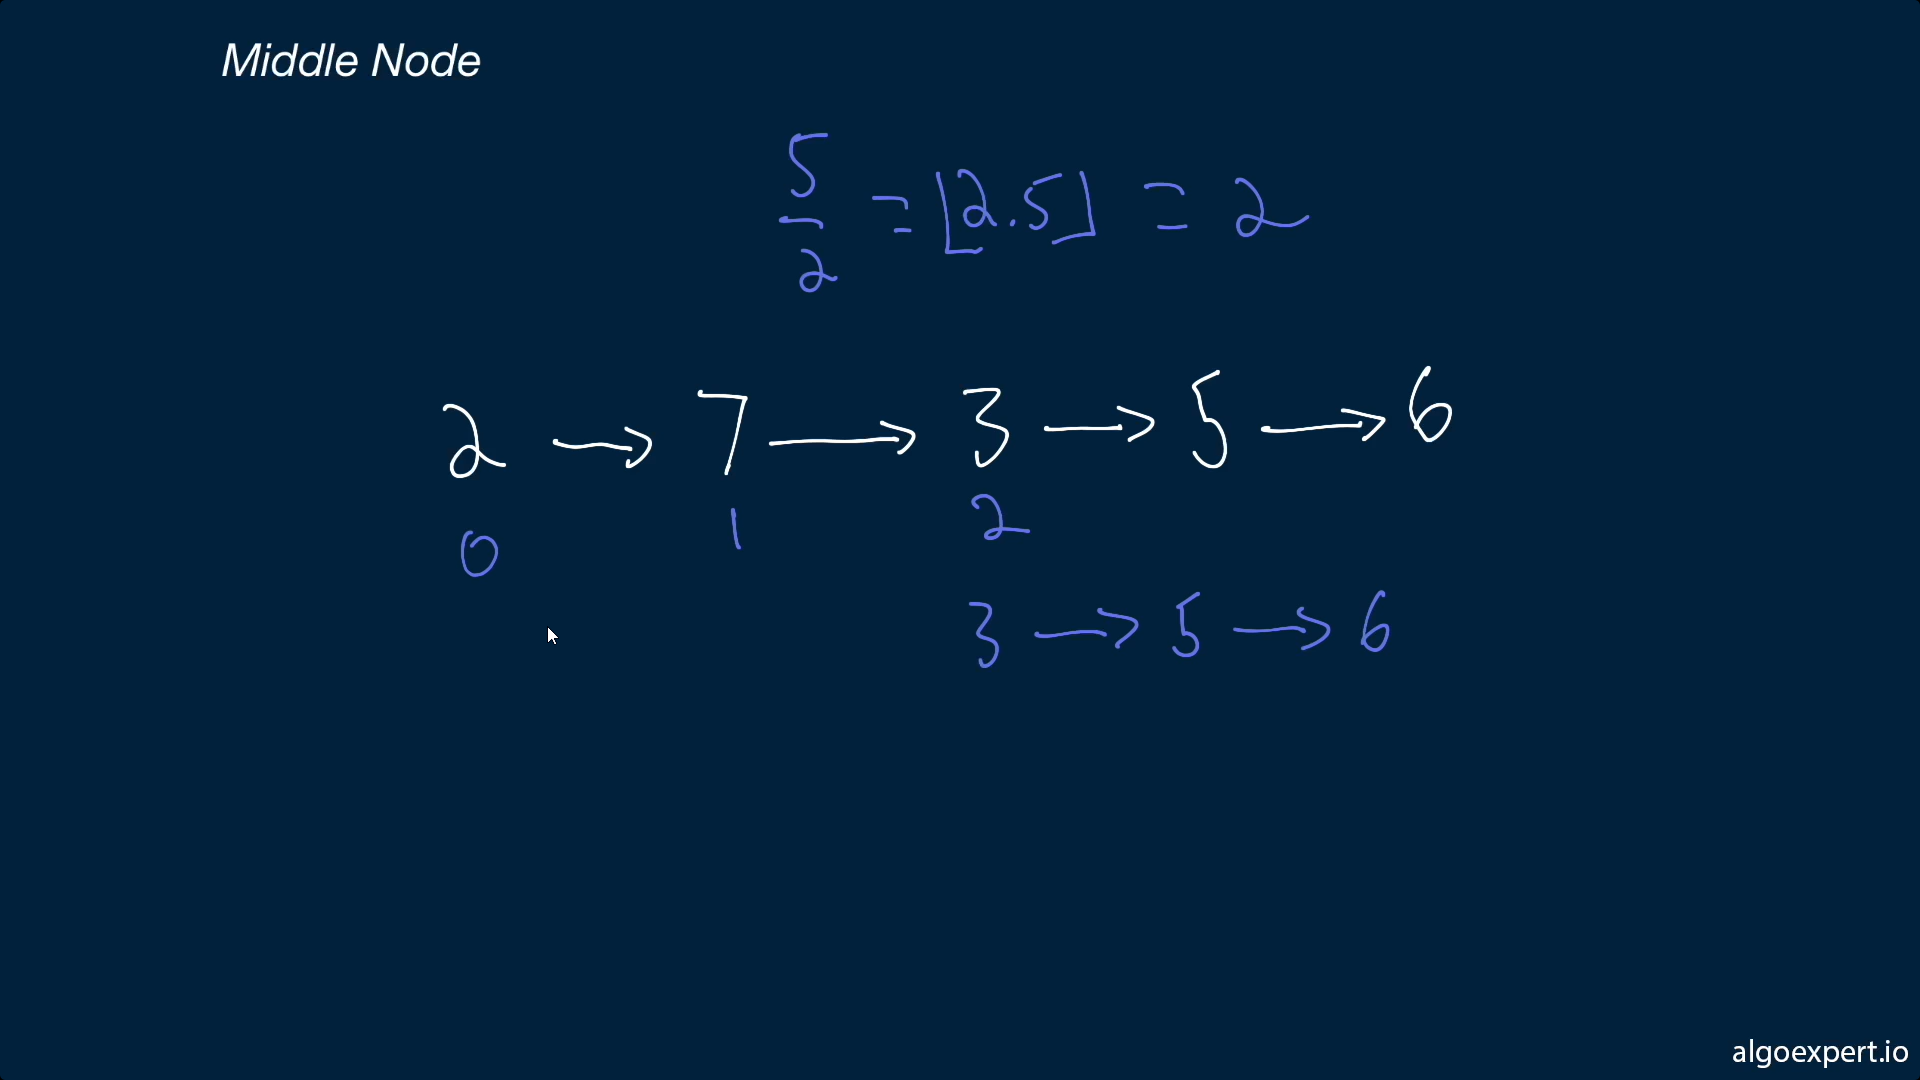 Middle Node
5/2 = ⌊2.5⌋ = 2
2 → 7 → 3 → 5 → 6
0 1 2
3 → 5 → 6
algoexpert.io